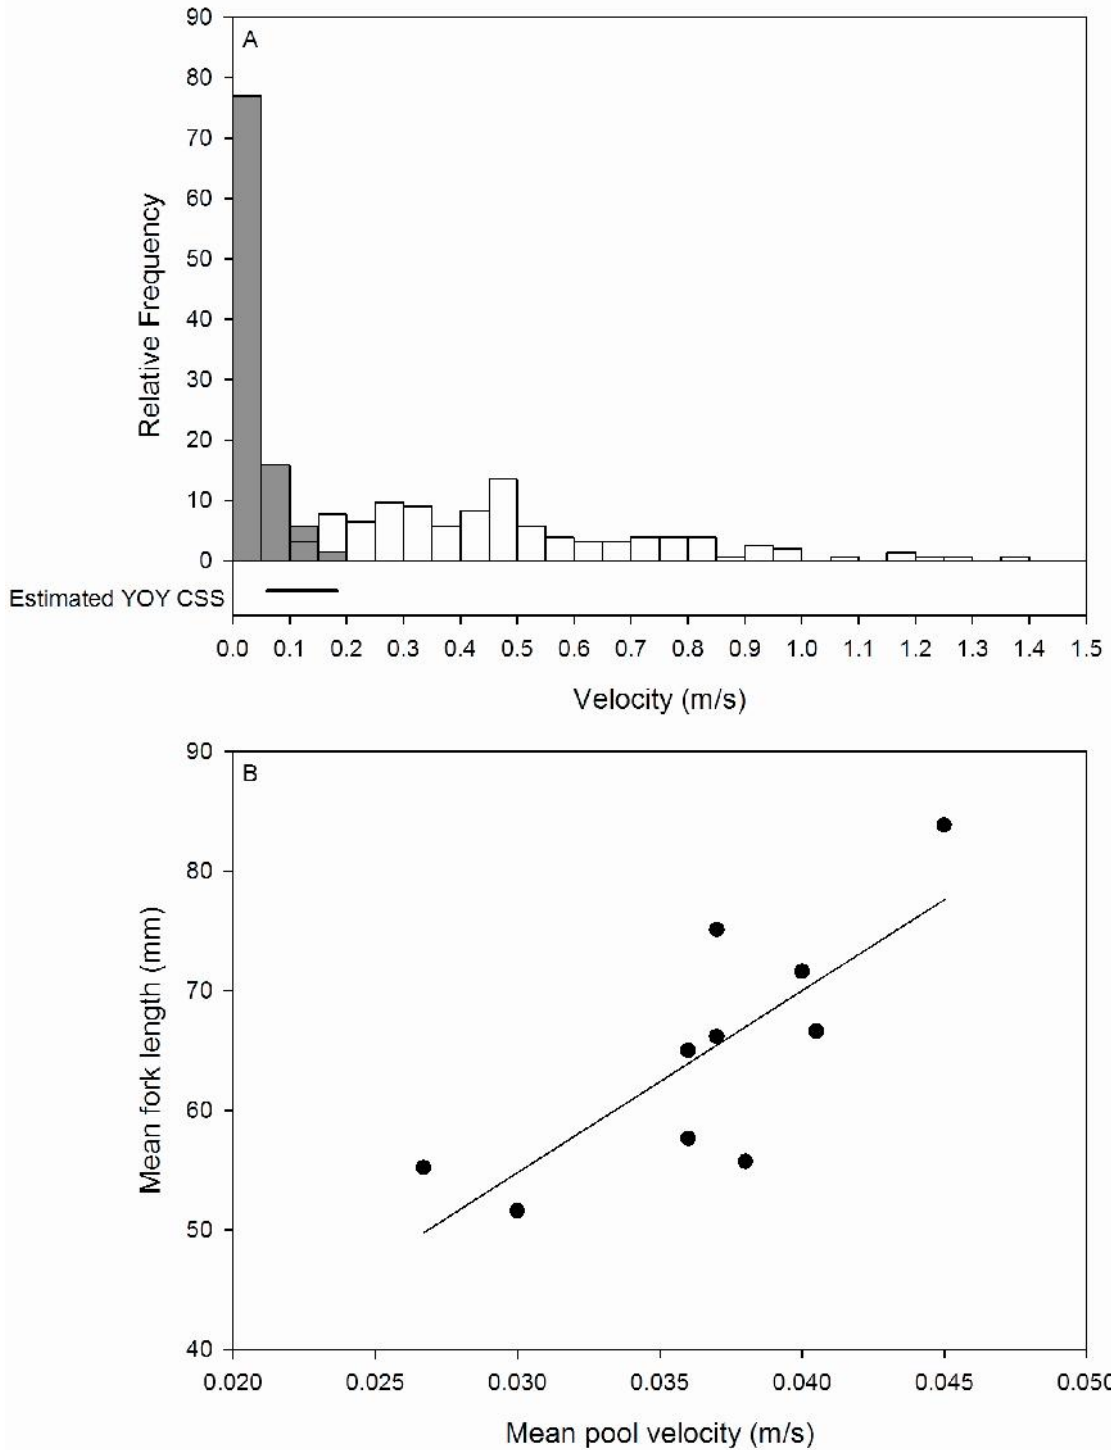 90
A
80
70
60
50
40
30
20
10
0
Relative Frequency
Estimated YOY CSS
0.0 0.1 0.2 0.3 0.4 0.5 0.6 0.7 0.8 0.9 1.0 1.1 1.2 1.3 1.4 1.5
Velocity (m/s)
90
B
80
70
60
50
40
Mean fork length (mm)
0.020 0.025 0.030 0.035 0.040 0.045 0.050
Mean pool velocity (m/s)